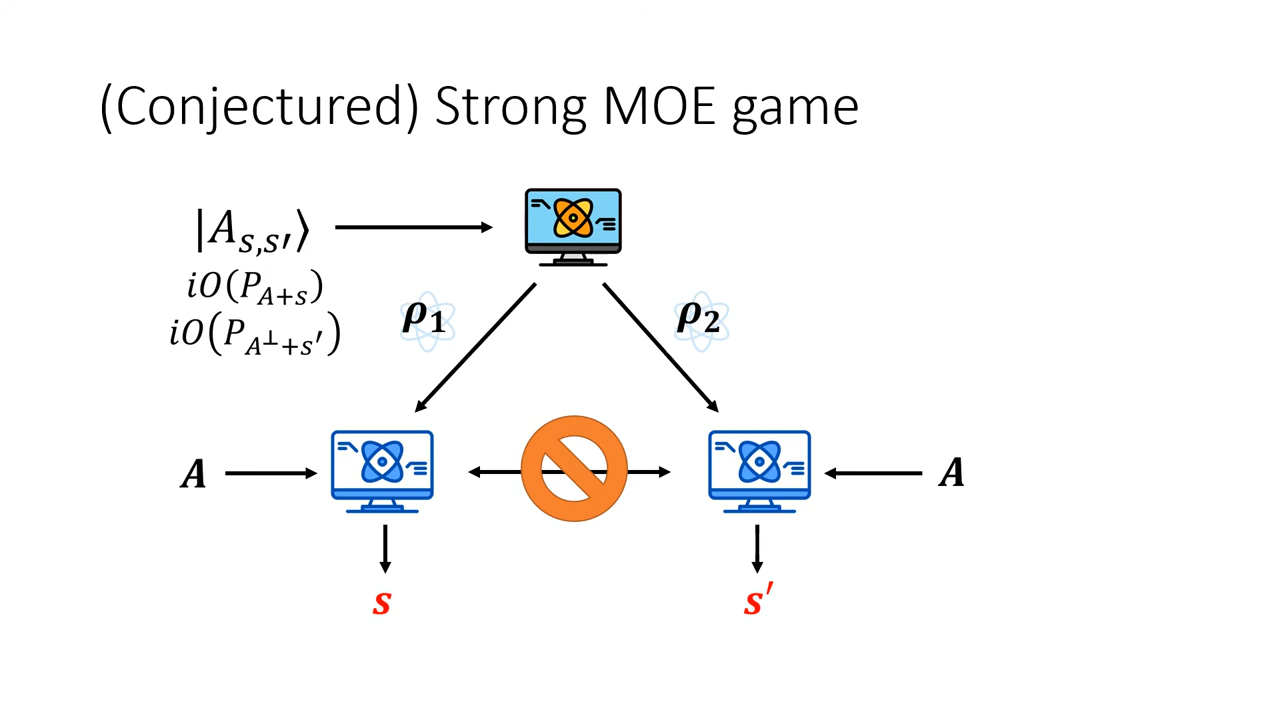 (Conjectured) Strong MOE game
|A_{s,s′}⟩
iO(P_{A+s})
iO(P_{A^⊥+s′})
ρ₁
ρ₂
A
A
s
s′